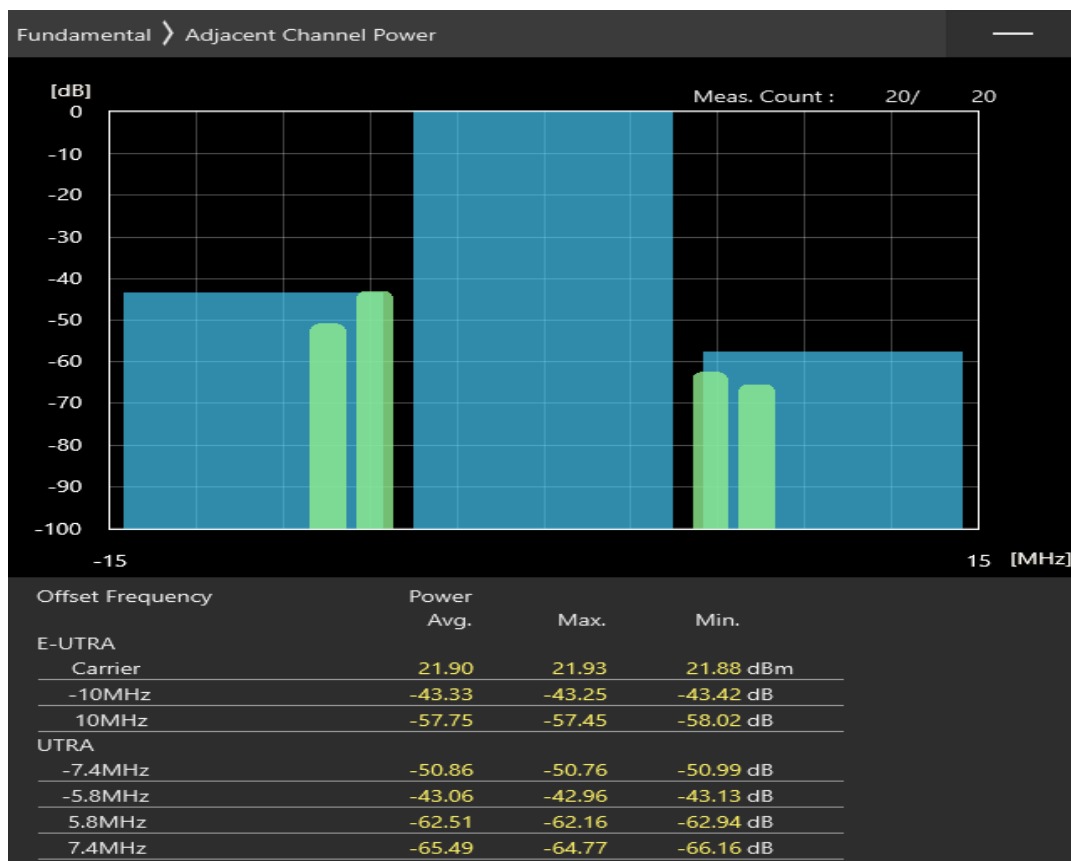 Fundamental ❯ Adjacent Channel Power
[dB]
Meas. Count : 20/ 20
0
-10
-20
-30
-40
-50
-60
-70
-80
-90
-100
-15 15 [MHz]
Offset Frequency Power
Avg. Max. Min.
E-UTRA
Carrier 21.90 21.93 21.88 dBm
-10MHz -43.33 -43.25 -43.42 dB
10MHz -57.75 -57.45 -58.02 dB
UTRA
-7.4MHz -50.86 -50.76 -50.99 dB
-5.8MHz -43.06 -42.96 -43.13 dB
5.8MHz -62.51 -62.16 -62.94 dB
7.4MHz -65.49 -64.77 -66.16 dB